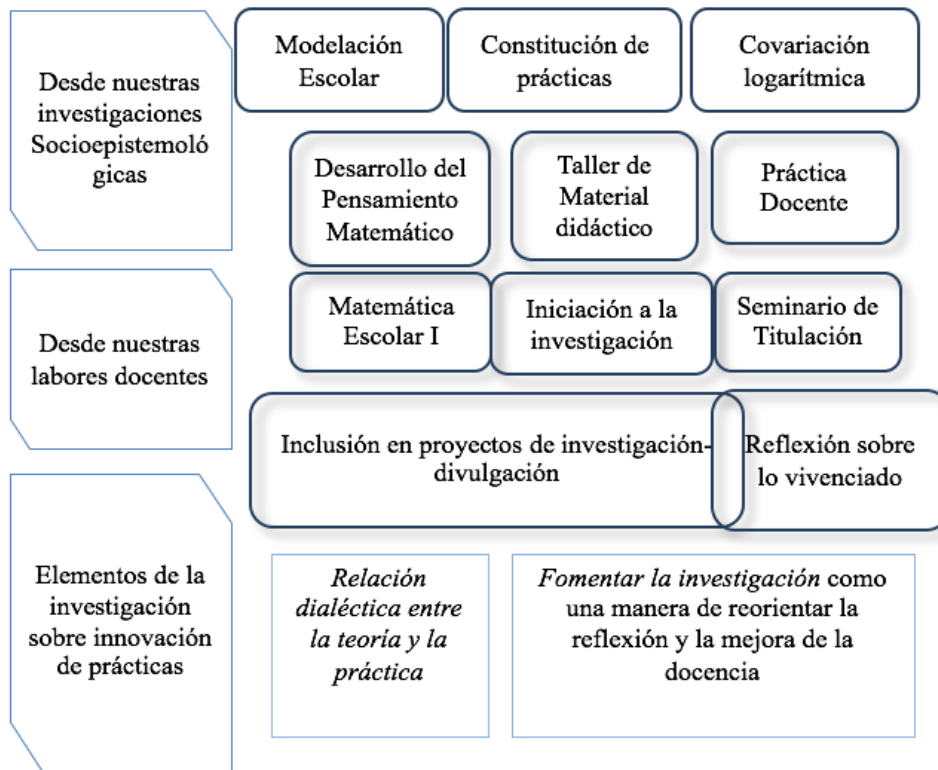 Desde nuestras
investigaciones
Socioepistemoló
gicas
Modelación
Escolar
Constitución de
prácticas
Covariación
logarítmica
Desarrollo del
Pensamiento
Matemático
Taller de
Material
didáctico
Práctica
Docente
Desde nuestras
labores docentes
Matemática
Escolar I
Iniciación a la
investigación
Seminario de
Titulación
Inclusión en proyectos de investigación-
divulgación
Reflexión sobre
lo vivenciado
Elementos de la
investigación
sobre innovación
de prácticas
Relación
dialéctica entre
la teoría y la
práctica
Fomentar la investigación como
una manera de reorientar la
reflexión y la mejora de la
docencia